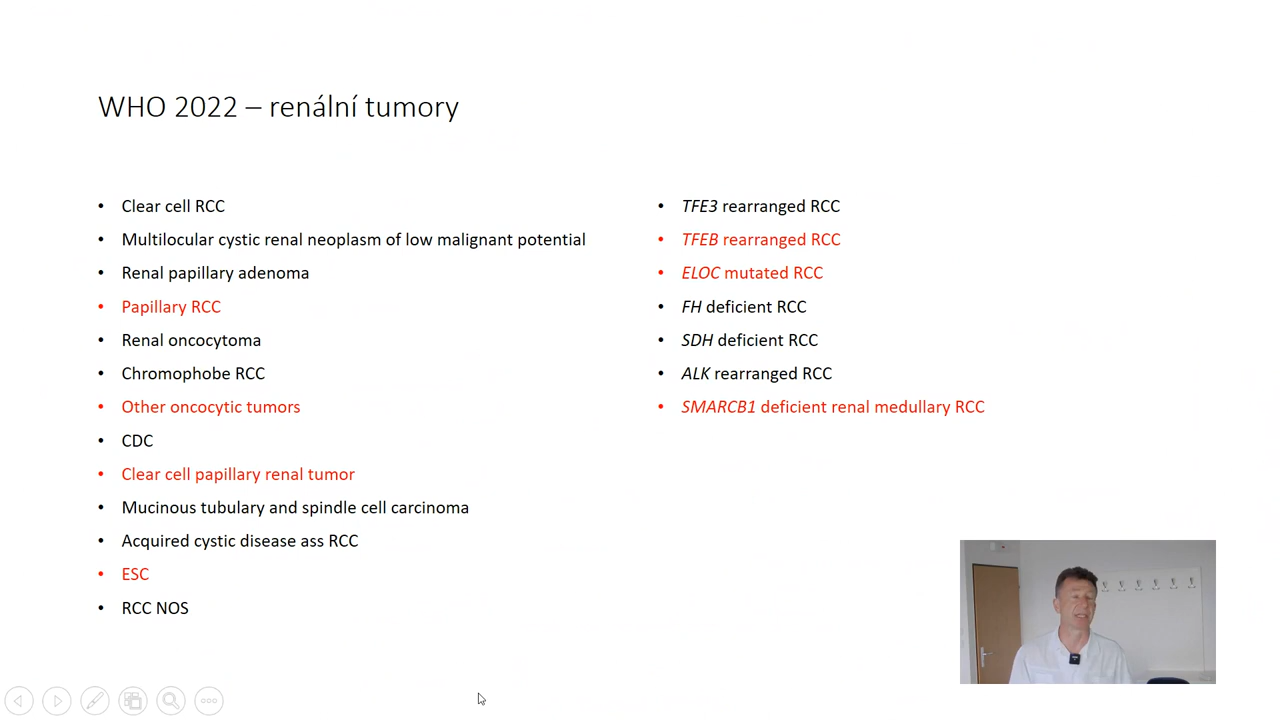 WHO 2022 – renální tumory
• Clear cell RCC
• Multilocular cystic renal neoplasm of low malignant potential
• Renal papillary adenoma
• Papillary RCC
• Renal oncocytoma
• Chromophobe RCC
• Other oncocytic tumors
• CDC
• Clear cell papillary renal tumor
• Mucinous tubulary and spindle cell carcinoma
• Acquired cystic disease ass RCC
• ESC
• RCC NOS
• TFE3 rearranged RCC
• TFEB rearranged RCC
• ELOC mutated RCC
• FH deficient RCC
• SDH deficient RCC
• ALK rearranged RCC
• SMARCB1 deficient renal medullary RCC